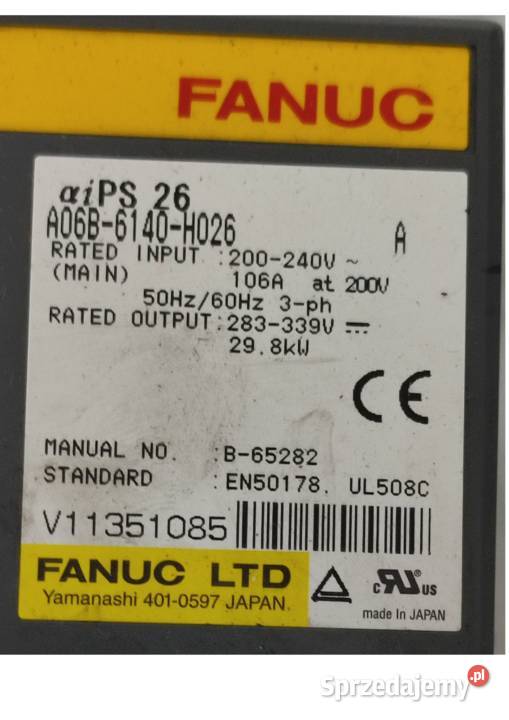 FANUC
αiPS 26
A06B-6140-H026 A
RATED INPUT :200-240V ~
(MAIN) 106A at 200V
50Hz/60Hz 3-ph
RATED OUTPUT:283-339V
29.8kW
CE
MANUAL NO. :B-65282
STANDARD :EN50178. UL508C
V11351085
FANUC LTD
Yamanashi 401-0597 JAPAN.
c RU US
made In JAPAN
Sprzedajemy .pl